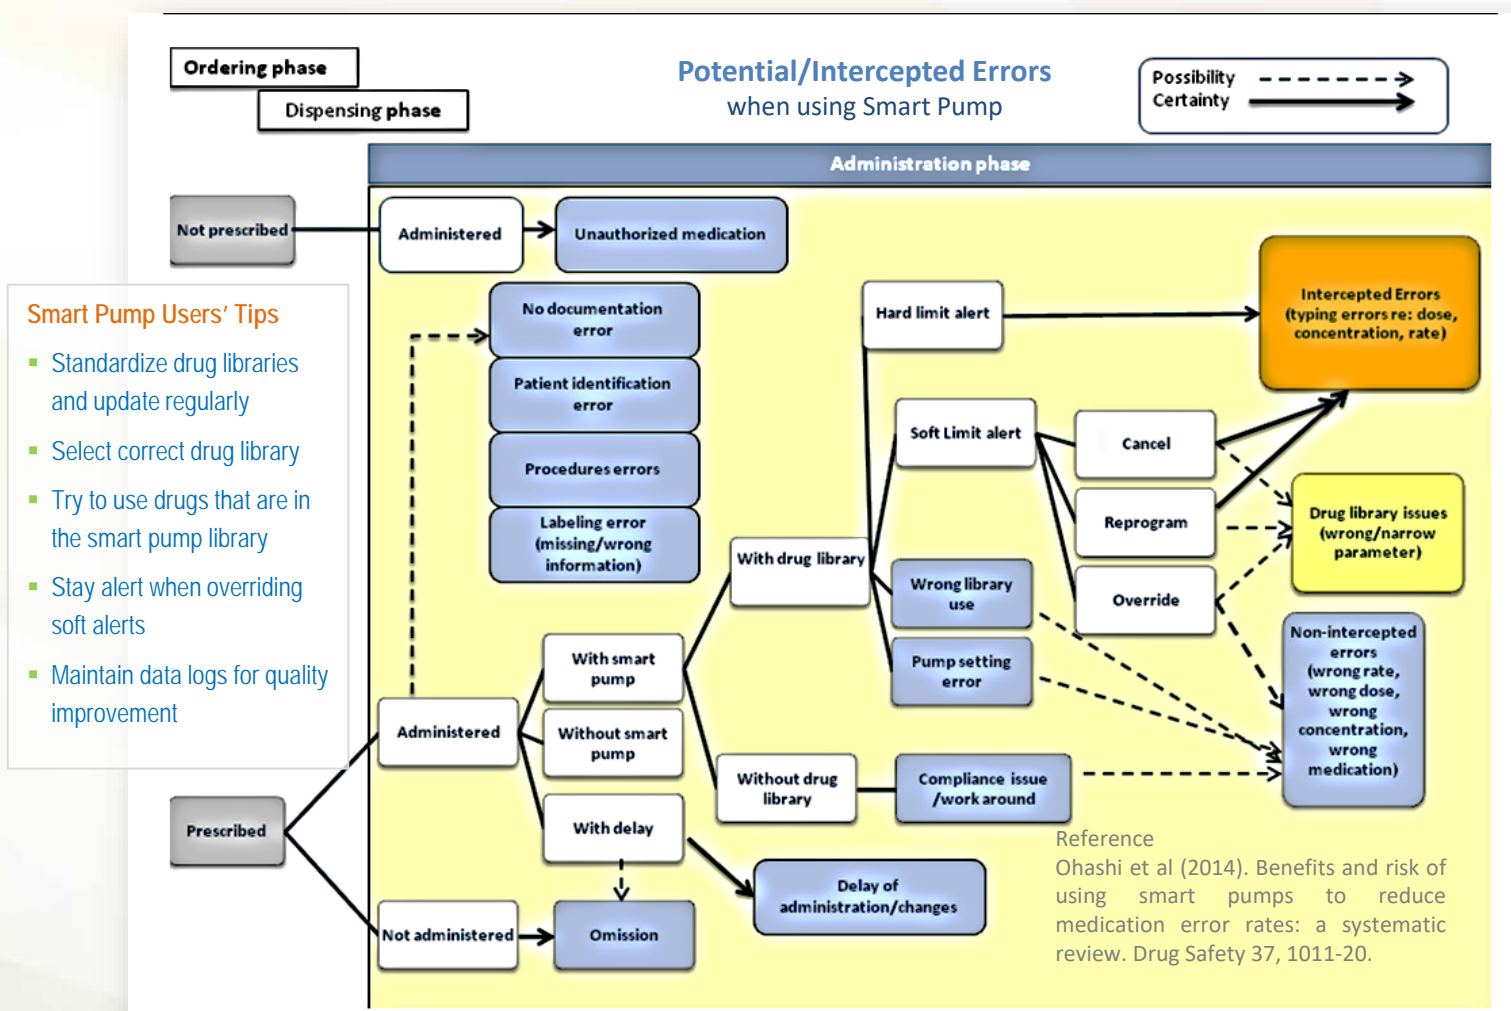 Ordering phase
Dispensing phase
Potential/Intercepted Errors
when using Smart Pump
Possibility
Certainty
Administration phase
Not prescribed
Administered
Unauthorized medication
Smart Pump Users’ Tips
Standardize drug libraries
and update regularly
Select correct drug library
Try to use drugs that are in
the smart pump library
Stay alert when overriding
soft alerts
Maintain data logs for quality
improvement
No documentation
error
Patient identification
error
Procedures errors
Labeling error
(missing/wrong
information)
Hard limit alert
Intercepted Errors
(typing errors re: dose,
concentration, rate)
Soft Limit alert
Cancel
Reprogram
Override
Drug library issues
(wrong/narrow
parameter)
With drug library
Wrong library
use
Pump setting
error
Non-intercepted
errors
(wrong rate,
wrong dose,
wrong
concentration,
wrong
medication)
With smart
pump
Administered
Without smart
pump
Without drug
library
Compliance issue
/work around
Prescribed
With delay
Delay of
administration/changes
Not administered
Omission
Reference
Ohashi et al (2014). Benefits and risk of
using smart pumps to reduce
medication error rates: a systematic
review. Drug Safety 37, 1011-20.